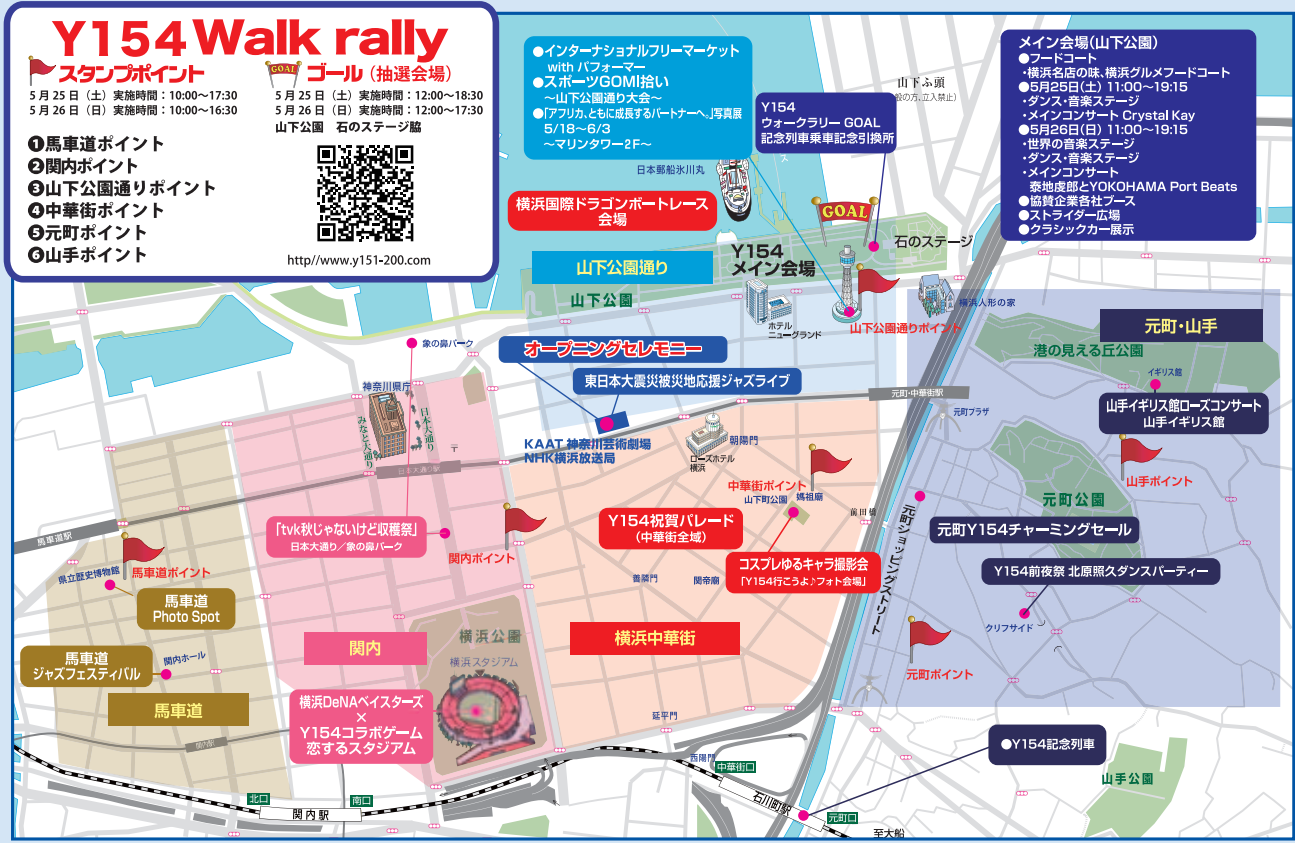 Y154 Walk rally
スタンプポイント
5月25日（土）実施時間：10:00〜17:30
5月26日（日）実施時間：10:00〜16:30
GOAL ゴール（抽選会場）
5月25日（土）実施時間：12:00〜18:30
5月26日（日）実施時間：12:00〜17:30
山下公園　石のステージ脇
❶馬車道ポイント
❷関内ポイント
❸山下公園通りポイント
❹中華街ポイント
❺元町ポイント
❻山手ポイント
http//www.y151-200.com
●インターナショナルフリーマーケット
with パフォーマー
●スポーツGOMI拾い
〜山下公園通り大会〜
●「アフリカ、ともに成長するパートナーへ。」写真展
5/18〜6/3
〜マリンタワー2F〜
Y154
ウォークラリー GOAL
記念列車乗車記念引換所
山下ふ頭
般の方、立入禁止）
メイン会場(山下公園)
●フードコート
・横浜名店の味、横浜グルメフードコート
●5月25日(土) 11:00〜19:15
・ダンス・音楽ステージ
・メインコンサート Crystal Kay
●5月26日(日) 11:00〜19:15
・世界の音楽ステージ
・ダンス・音楽ステージ
・メインコンサート
泰地虔郎とYOKOHAMA Port Beats
●協賛企業各社ブース
●ストライダー広場
●クラシックカー展示
日本郵船氷川丸
横浜国際ドラゴンボートレース
会場
GOAL
石のステージ
Y154
メイン会場
山下公園通り
山下公園
ホテル
ニューグランド
山下公園通りポイント
横浜人形の家
元町・山手
港の見える丘公園
イギリス館
山手イギリス館ローズコンサート
山手イギリス館
象の鼻パーク
オープニングセレモニー
東日本大震災被災地応援ジャズライブ
神奈川県庁
みなと大通り
日本大通り
〒
日本大通り駅
KAAT 神奈川芸術劇場
NHK横浜放送局
元町・中華街駅
元町プラザ
ローズホテル
横浜
朝陽門
中華街ポイント
山下町公園
媽祖廟
前田橋
元町ショッピングストリート
山手ポイント
元町公園
元町Y154チャーミングセール
Y154前夜祭 北原照久ダンスパーティー
クリフサイド
元町ポイント
馬車道駅
県立歴史博物館
馬車道ポイント
馬車道
Photo Spot
馬車道
ジャズフェスティバル
関内ホール
馬車道
「tvk秋じゃないけど収穫祭」
日本大通り／象の鼻パーク
関内ポイント
関内
横浜公園
横浜スタジアム
横浜DeNAベイスターズ
×
Y154コラボゲーム
恋するスタジアム
Y154祝賀パレード
（中華街全域）
コスプレゆるキャラ撮影会
「Y154行こうよ♪フォト会場」
善隣門
関帝廟
横浜中華街
延平門
西陽門
関内駅
北口
南口
関内駅
中華街口
石川町駅
元町口
至大船
●Y154記念列車
山手公園